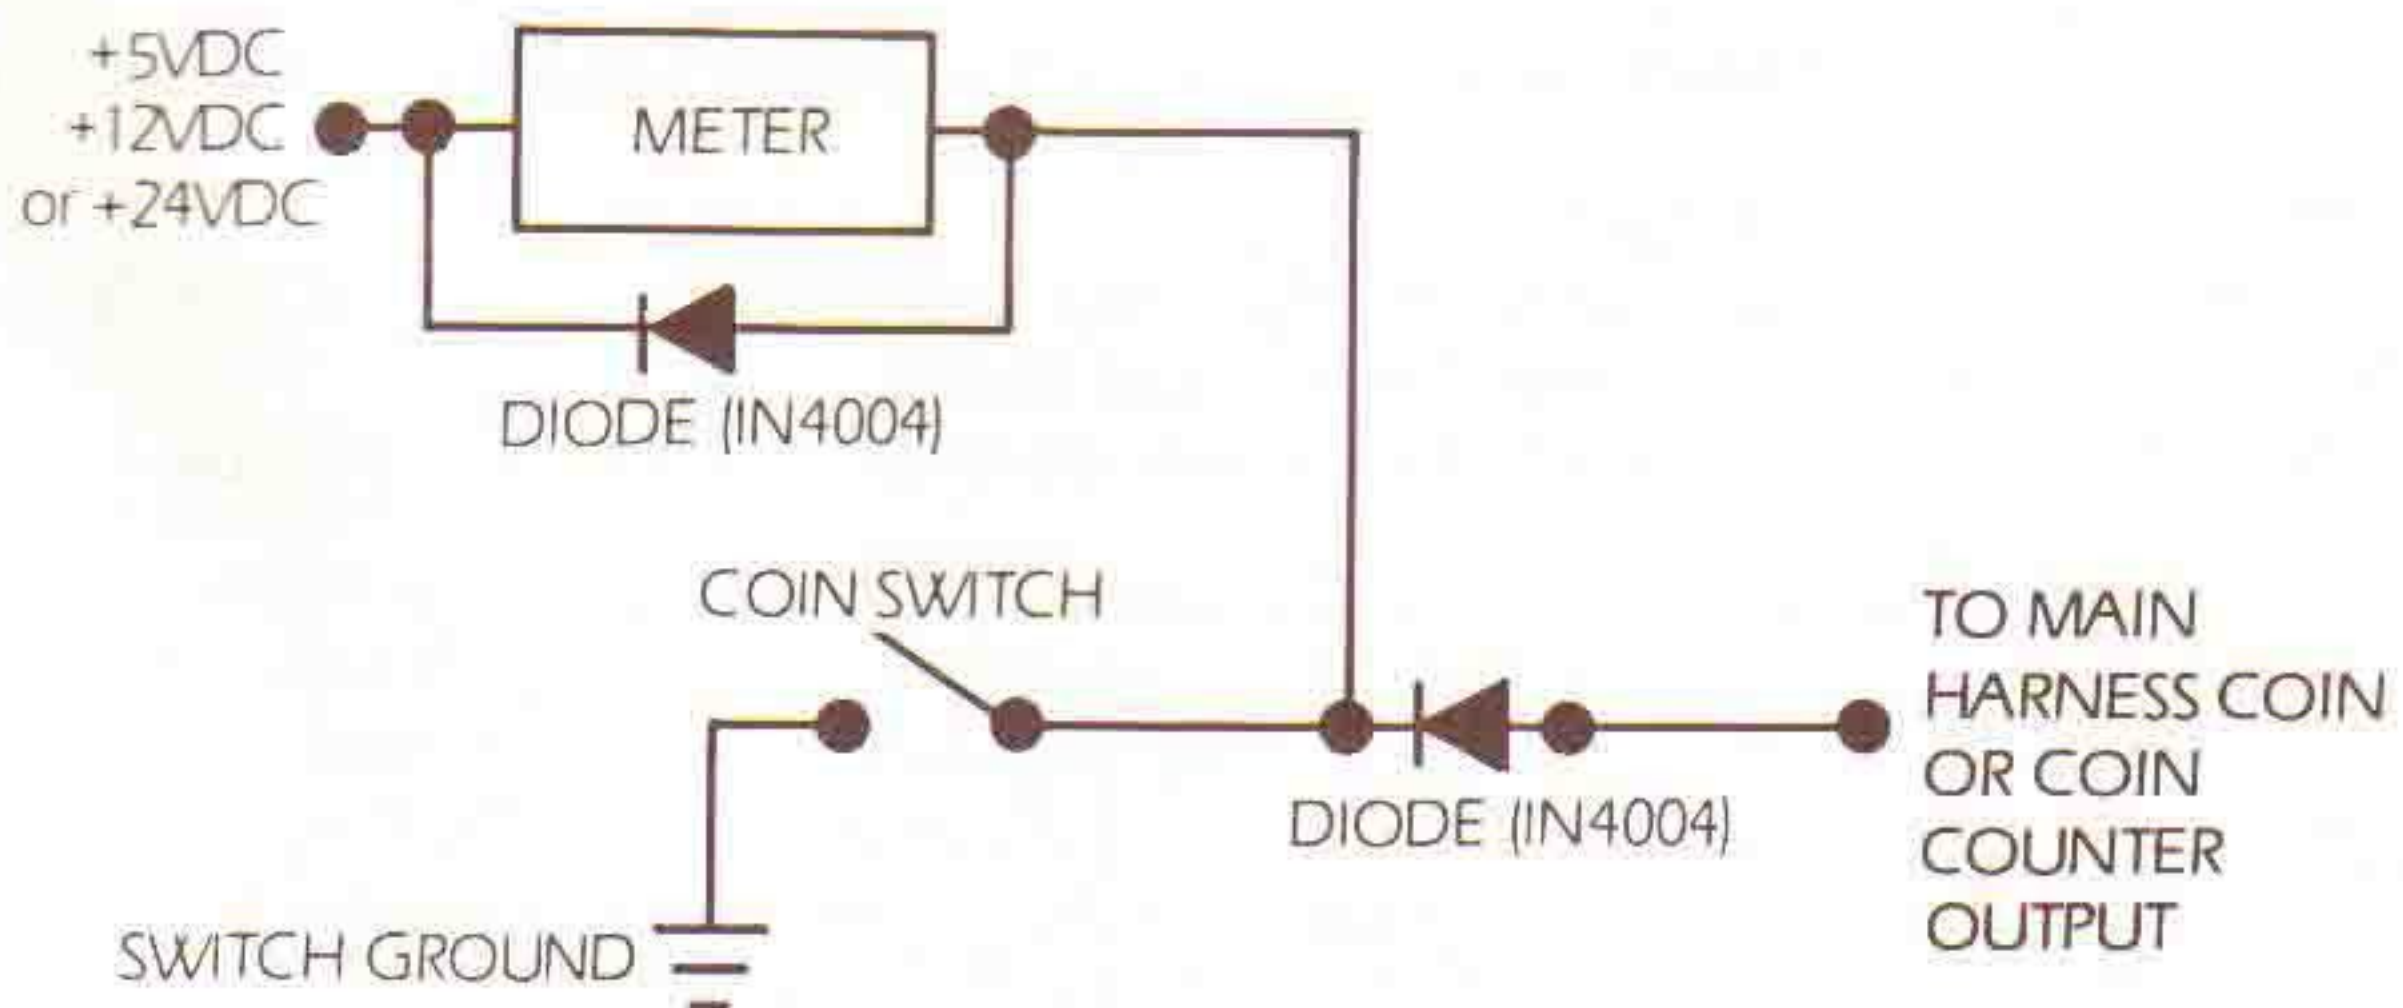 +5VDC
+12VDC
or +24VDC
METER
DIODE (IN4004)
COIN SWITCH
TO MAIN
HARNESS COIN
OR COIN
COUNTER
OUTPUT
DIODE (IN4004)
SWITCH GROUND